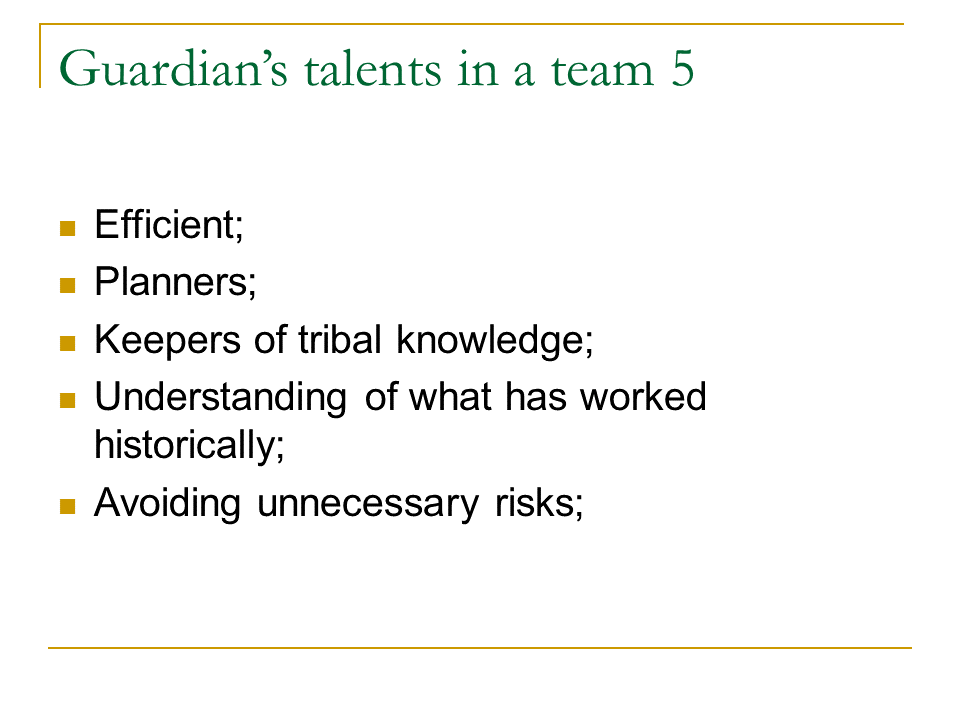 Guardian’s talents in a team 5
Efficient;
Planners;
Keepers of tribal knowledge;
Understanding of what has worked
historically;
Avoiding unnecessary risks;